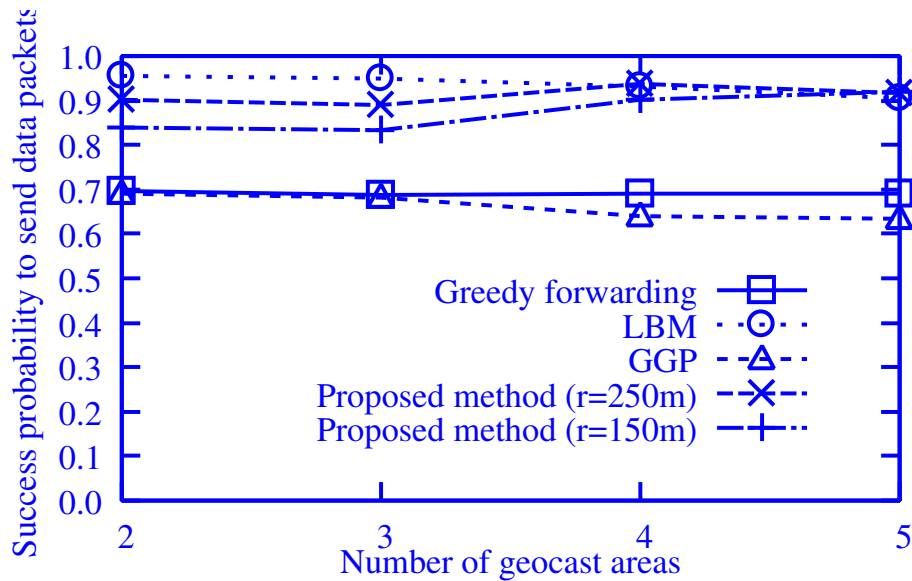 Success probability to send data packets
1.0
0.9
0.8
0.7
0.6
0.5
0.4
0.3
0.2
0.1
0.0
Greedy forwarding
LBM
GGP
Proposed method (r=250m)
Proposed method (r=150m)
2 3 4 5
Number of geocast areas